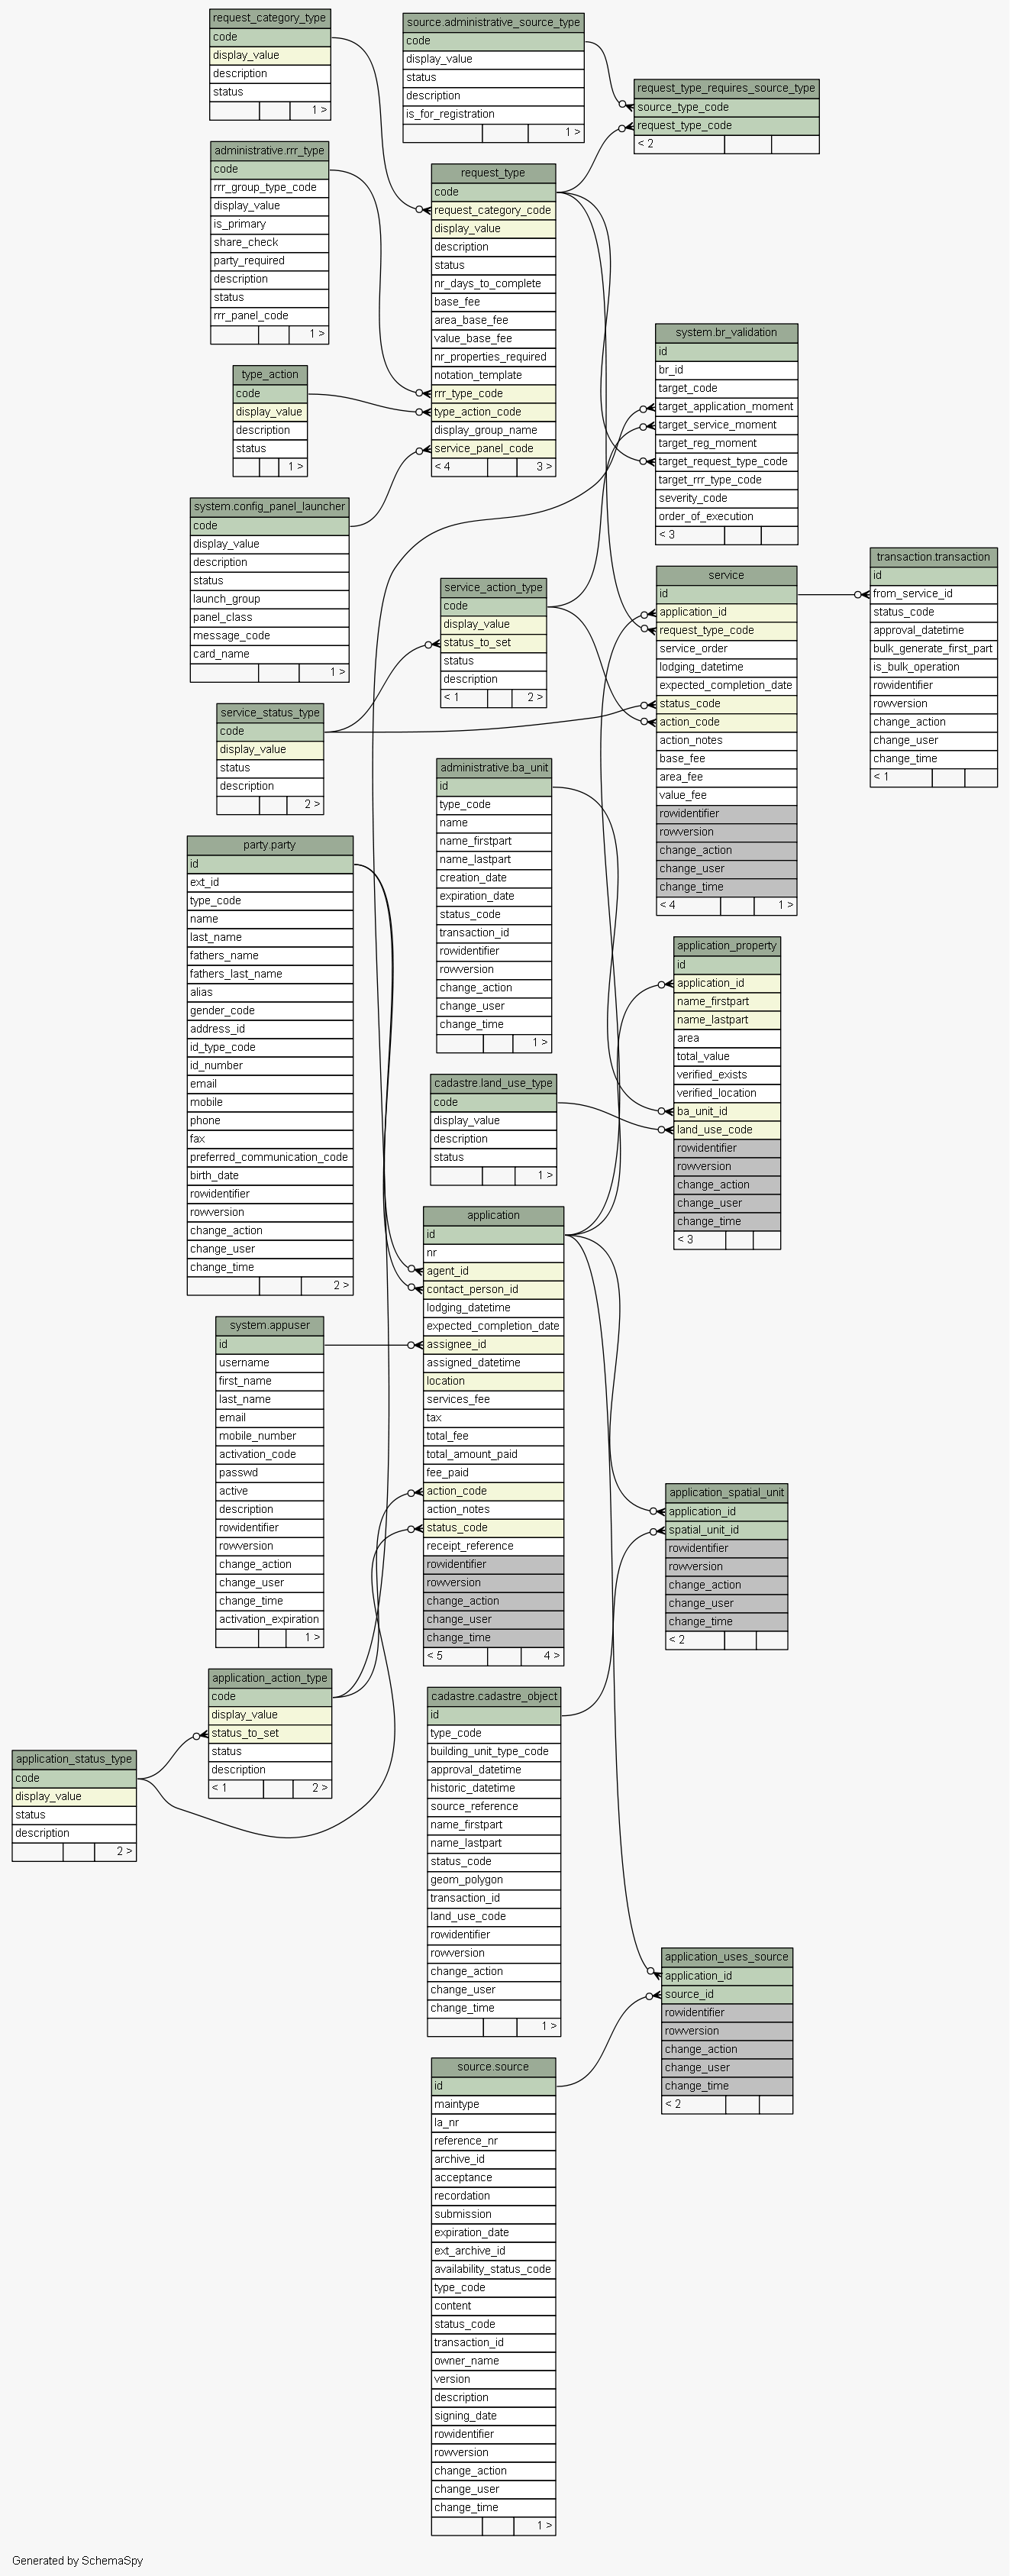 request_category_type
code
display_value
description
status
1 >
source.administrative_source_type
code
display_value
status
description
is_for_registration
1 >
request_type_requires_source_type
source_type_code
request_type_code
< 2
administrative.rrr_type
code
rrr_group_type_code
display_value
is_primary
share_check
party_required
description
status
rrr_panel_code
1 >
request_type
code
request_category_code
display_value
description
status
nr_days_to_complete
base_fee
area_base_fee
value_base_fee
nr_properties_required
notation_template
rrr_type_code
type_action_code
display_group_name
service_panel_code
< 4 3 >
system.br_validation
id
br_id
target_code
target_application_moment
target_service_moment
target_reg_moment
target_request_type_code
target_rrr_type_code
severity_code
order_of_execution
< 3
type_action
code
display_value
description
status
1 >
system.config_panel_launcher
code
display_value
description
status
launch_group
panel_class
message_code
card_name
1 >
service_action_type
code
display_value
status_to_set
status
description
< 1 2 >
service
id
application_id
request_type_code
service_order
lodging_datetime
expected_completion_date
status_code
action_code
action_notes
base_fee
area_fee
value_fee
rowidentifier
rowversion
change_action
change_user
change_time
< 4 1 >
transaction.transaction
id
from_service_id
status_code
approval_datetime
bulk_generate_first_part
is_bulk_operation
rowidentifier
rowversion
change_action
change_user
change_time
< 1
service_status_type
code
display_value
status
description
2 >
administrative.ba_unit
id
type_code
name
name_firstpart
name_lastpart
creation_date
expiration_date
status_code
transaction_id
rowidentifier
rowversion
change_action
change_user
change_time
1 >
party.party
id
ext_id
type_code
name
last_name
fathers_name
fathers_last_name
alias
gender_code
address_id
id_type_code
id_number
email
mobile
phone
fax
preferred_communication_code
birth_date
rowidentifier
rowversion
change_action
change_user
change_time
2 >
application_property
id
application_id
name_firstpart
name_lastpart
area
total_value
verified_exists
verified_location
ba_unit_id
land_use_code
rowidentifier
rowversion
change_action
change_user
change_time
< 3
cadastre.land_use_type
code
display_value
description
status
1 >
application
id
nr
agent_id
contact_person_id
lodging_datetime
expected_completion_date
assignee_id
assigned_datetime
location
services_fee
tax
total_fee
total_amount_paid
fee_paid
action_code
action_notes
status_code
receipt_reference
rowidentifier
rowversion
change_action
change_user
change_time
< 5 4 >
system.appuser
id
username
first_name
last_name
email
mobile_number
activation_code
passwd
active
description
rowidentifier
rowversion
change_action
change_user
change_time
activation_expiration
1 >
application_spatial_unit
application_id
spatial_unit_id
rowidentifier
rowversion
change_action
change_user
change_time
< 2
application_action_type
code
display_value
status_to_set
status
description
< 1 2 >
application_status_type
code
display_value
status
description
2 >
cadastre.cadastre_object
id
type_code
building_unit_type_code
approval_datetime
historic_datetime
source_reference
name_firstpart
name_lastpart
status_code
geom_polygon
transaction_id
land_use_code
rowidentifier
rowversion
change_action
change_user
change_time
1 >
application_uses_source
application_id
source_id
rowidentifier
rowversion
change_action
change_user
change_time
< 2
source.source
id
maintype
la_nr
reference_nr
archive_id
acceptance
recordation
submission
expiration_date
ext_archive_id
availability_status_code
type_code
content
status_code
transaction_id
owner_name
version
description
signing_date
rowidentifier
rowversion
change_action
change_user
change_time
1 >
Generated by SchemaSpy